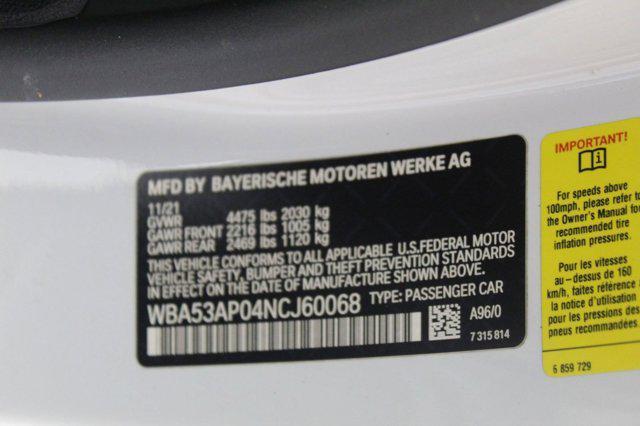 MFD BY BAYERISCHE MOTOREN WERKE AG
11/21
GVWR 4475 lbs 2030 kg
GAWR FRONT 2216 lbs 1005 kg
GAWR REAR 2469 lbs 1120 kg
THIS VEHICLE CONFORMS TO ALL APPLICABLE U.S.FEDERAL MOTOR
VEHICLE SAFETY, BUMPER AND THEFT PREVENTION STANDARDS
IN EFFECT ON THE DATE OF MANUFACTURE SHOWN ABOVE.
WBA53AP04NCJ60068 TYPE: PASSENGER CAR
A96/0
7 315 814
IMPORTANT!
For speeds above
100mph, please refer to
the Owner's Manual for
recommended tire
inflation pressures.
Pour les vitesses
au-dessus de 160
km/h, faites référence à
la notice d'utilisation
pour les
pneus recommandées
6 859 729